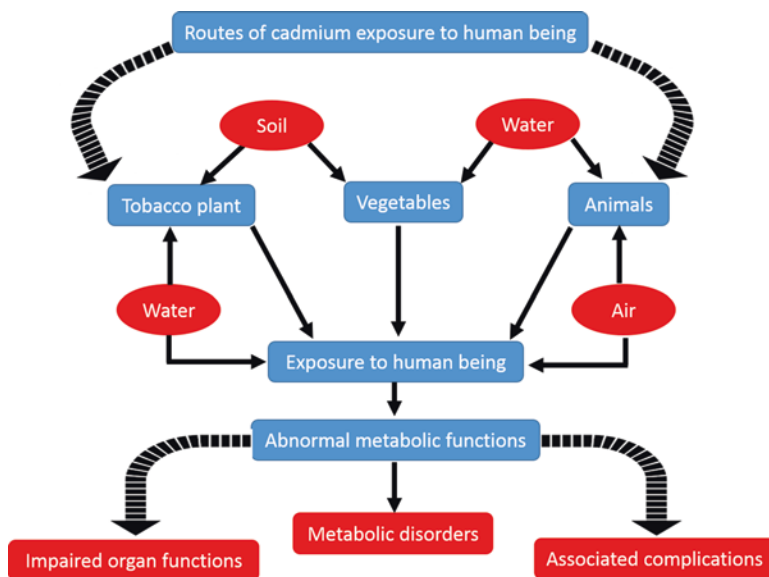 Routes of cadmium exposure to human being
Soil
Water
Tobacco plant
Vegetables
Animals
Water
Air
Exposure to human being
Abnormal metabolic functions
Impaired organ functions
Metabolic disorders
Associated complications